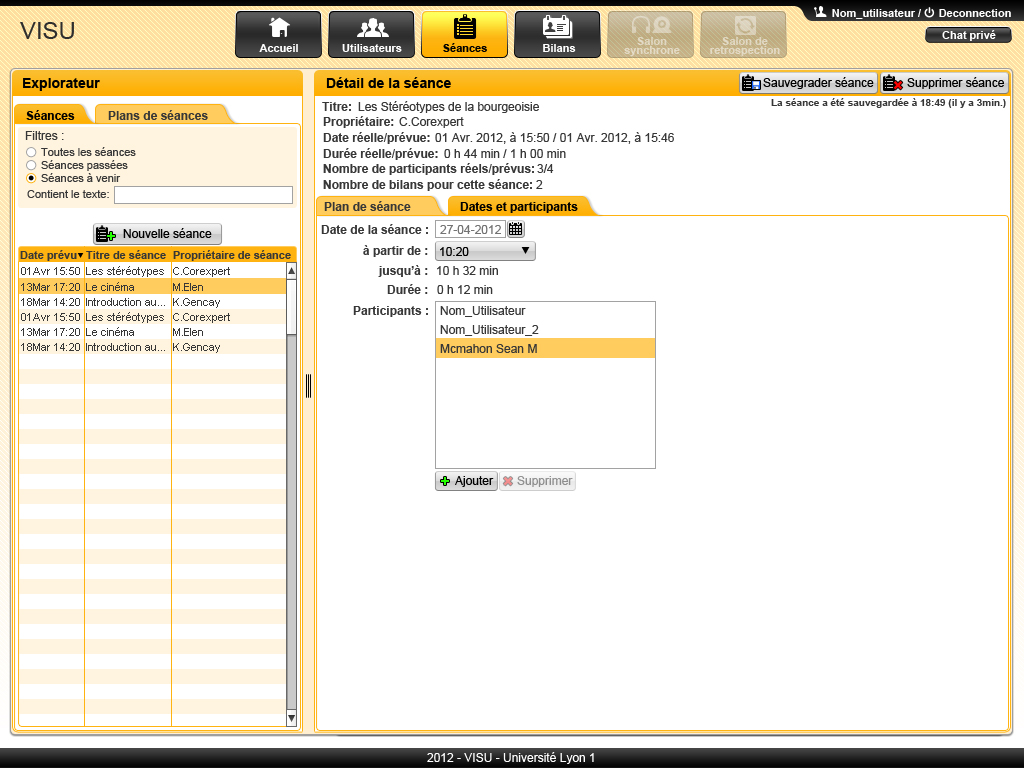 VISU
Accueil
Utilisateurs
Séances
Bilans
Salon synchrone
Salon de retrospection
Nom_utilisateur / Deconnection
Chat privé
Explorateur
Séances
Plans de séances
Filtres :
Toutes les séances
Séances passées
Séances à venir
Contient le texte:
Nouvelle séance
Date prévu Titre de séance Propriétaire de séance
01Avr 15:50 Les stéréotypes C.Corexpert
13Mar 17:20 Le cinéma M.Elen
18Mar 14:20 Introduction au... K.Gencay
01Avr 15:50 Les stéréotypes C.Corexpert
13Mar 17:20 Le cinéma M.Elen
18Mar 14:20 Introduction au... K.Gencay
Détail de la séance
Sauvegrader séance
Supprimer séance
La séance a été sauvegardée à 18:49 (il y a 3min.)
Titre: Les Stéréotypes de la bourgeoisie
Propriétaire: C.Corexpert
Date réelle/prévue: 01 Avr. 2012, à 15:50 / 01 Avr. 2012, à 15:46
Durée réelle/prévue: 0 h 44 min / 1 h 00 min
Nombre de participants réels/prévus: 3/4
Nombre de bilans pour cette séance: 2
Plan de séance
Dates et participants
Date de la séance : 27-04-2012
à partir de : 10:20
jusqu'à : 10 h 32 min
Durée : 0 h 12 min
Participants : Nom_Utilisateur
Nom_Utilisateur_2
Mcmahon Sean M
Ajouter
Supprimer
2012 - VISU - Université Lyon 1